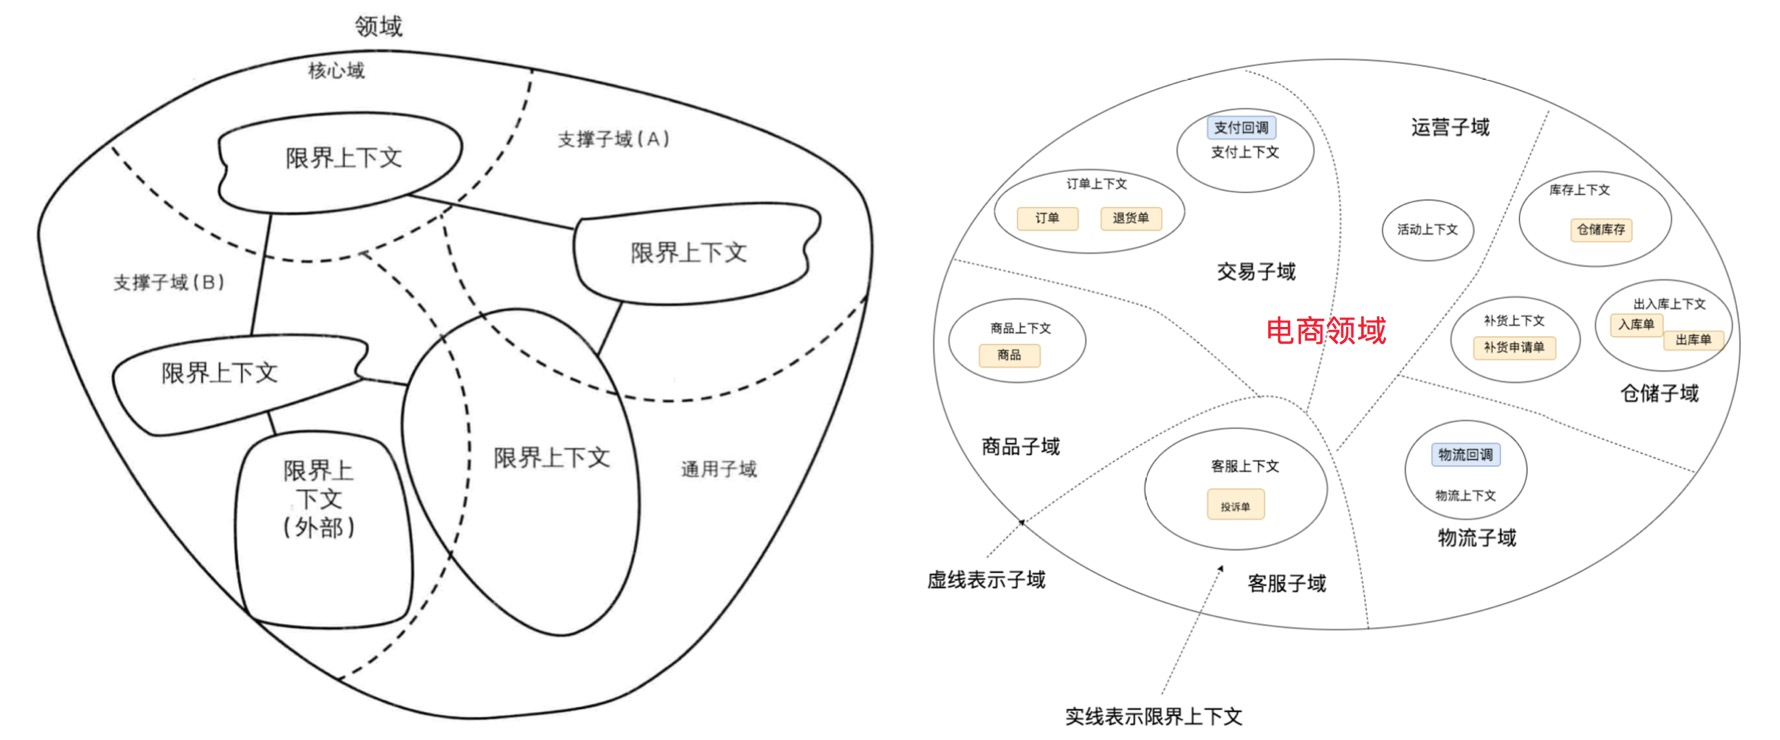 领域
核心域
限界上下文
支撑子域(A)
限界上下文
支撑子域(B)
限界上下文
限界上下文
通用子域
限界上
下文
(外部)
支付回调
支付上下文
订单上下文
订单
退货单
交易子域
运营子域
活动上下文
库存上下文
仓储库存
出入库上下文
入库单
出库单
补货上下文
补货申请单
仓储子域
电商领域
商品上下文
商品
商品子域
客服上下文
投诉单
客服子域
物流回调
物流上下文
物流子域
虚线表示子域
实线表示限界上下文